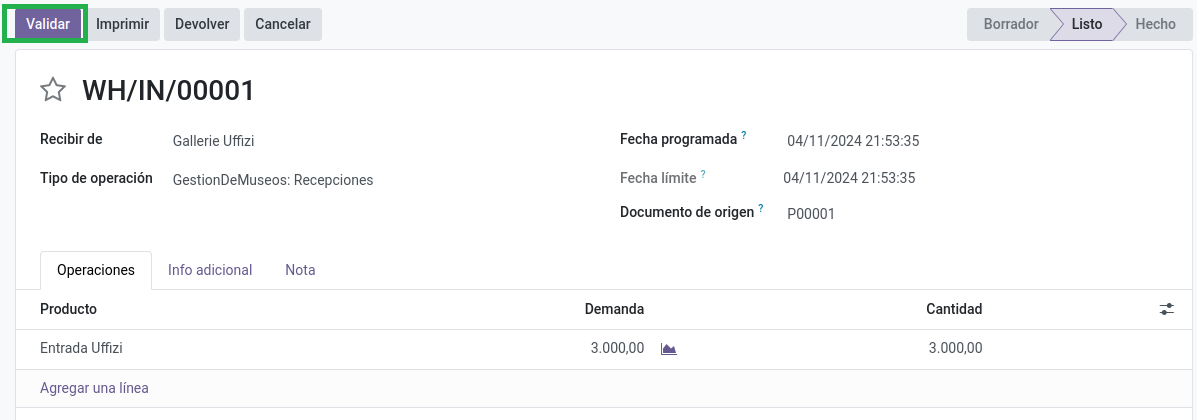 Validar Imprimir Devolver Cancelar Borrador Listo Hecho
WH/IN/00001
Recibir de Gallerie Uffizi Fecha programada ? 04/11/2024 21:53:35
Tipo de operación GestionDeMuseos: Recepciones Fecha límite ? 04/11/2024 21:53:35
Documento de origen ? P00001
Operaciones Info adicional Nota
Producto Demanda Cantidad
Entrada Uffizi 3.000,00 3.000,00
Agregar una línea